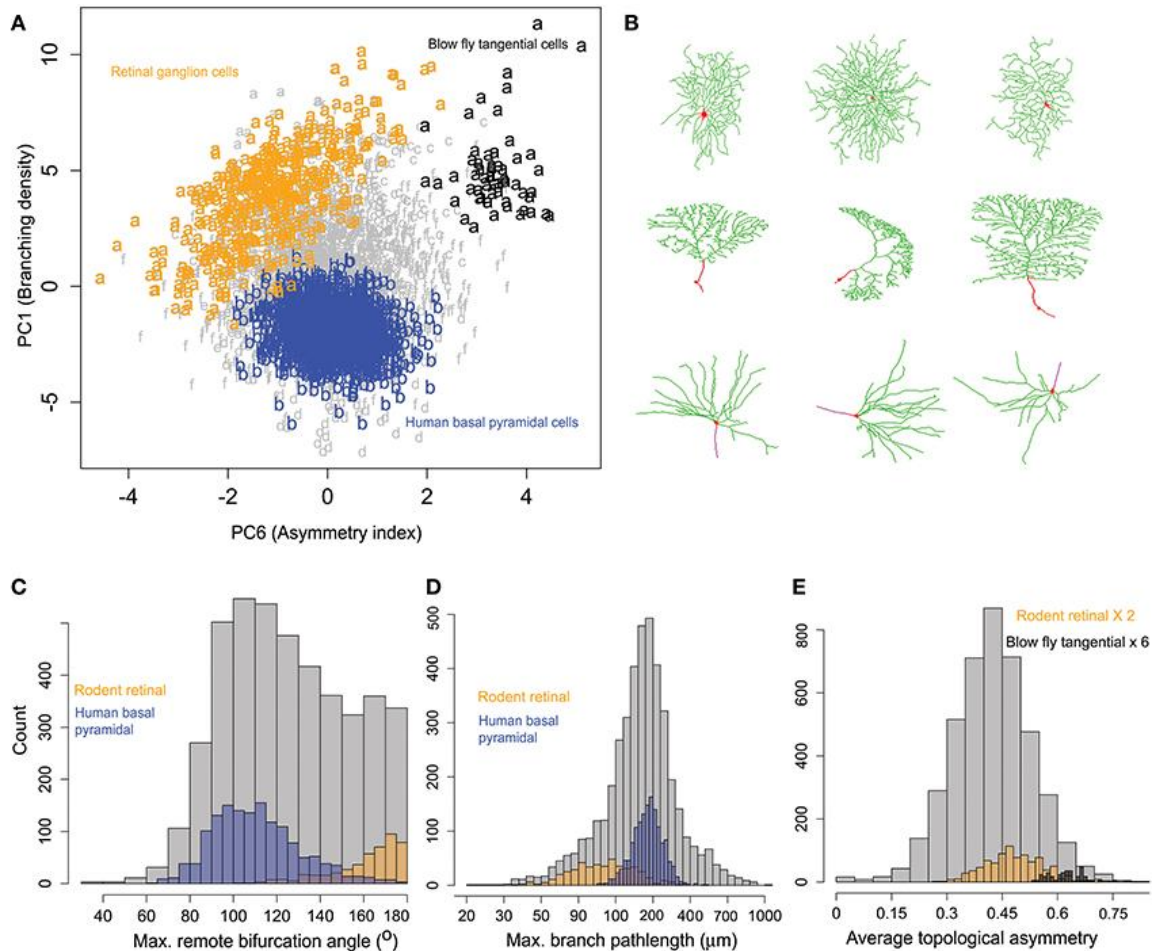 A
B
Retinal ganglion cells
Blow fly tangential cells
Human basal pyramidal cells
PC1 (Branching density)
10
5
0
-5
-4
-2
0
2
4
PC6 (Asymmetry index)
C
D
E
Rodent retinal
Human basal
pyramidal
Count
0
100
200
300
400
40
60
80
100
120
140
160
180
Max. remote bifurcation angle (O)
Rodent retinal
Human basal
pyramidal
0
100
200
300
400
500
20
30
50
90
100
200
400
700
1000
Max. branch pathlength (μm)
Rodent retinal X 2
Blow fly tangential x 6
0
200
400
600
800
0
0.15
0.3
0.45
0.6
0.75
Average topological asymmetry